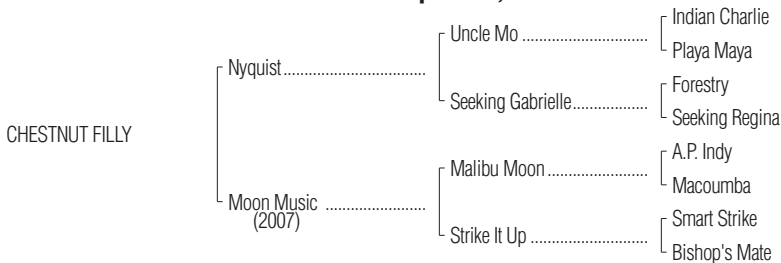 Indian Charlie
Uncle Mo
Playa Maya
Nyquist
Forestry
Seeking Gabrielle
Seeking Regina
CHESTNUT FILLY
A.P. Indy
Malibu Moon
Macoumba
Moon Music
(2007)
Smart Strike
Strike It Up
Bishop's Mate